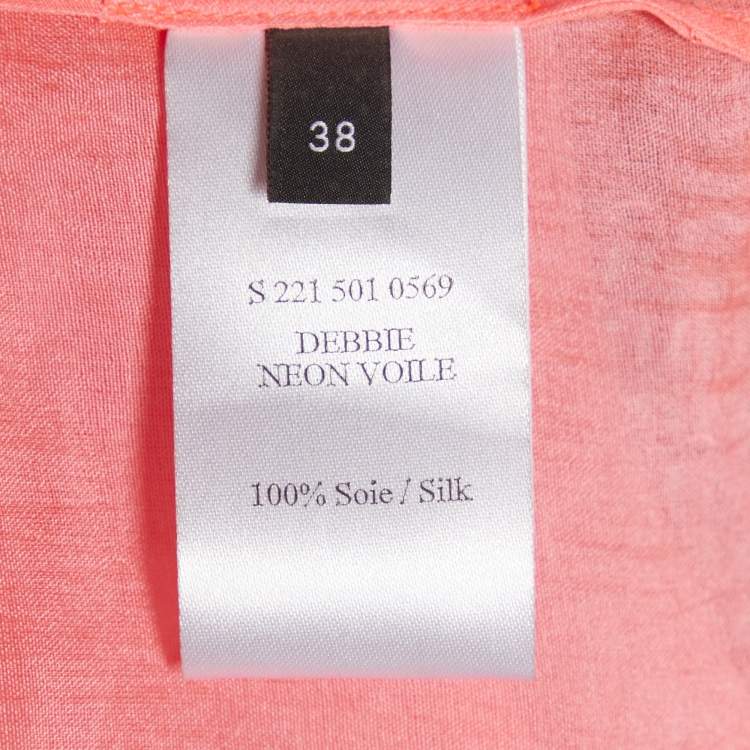 38
S 221 501 0569
DEBBIE
NEON VOILE
100% Soie / Silk